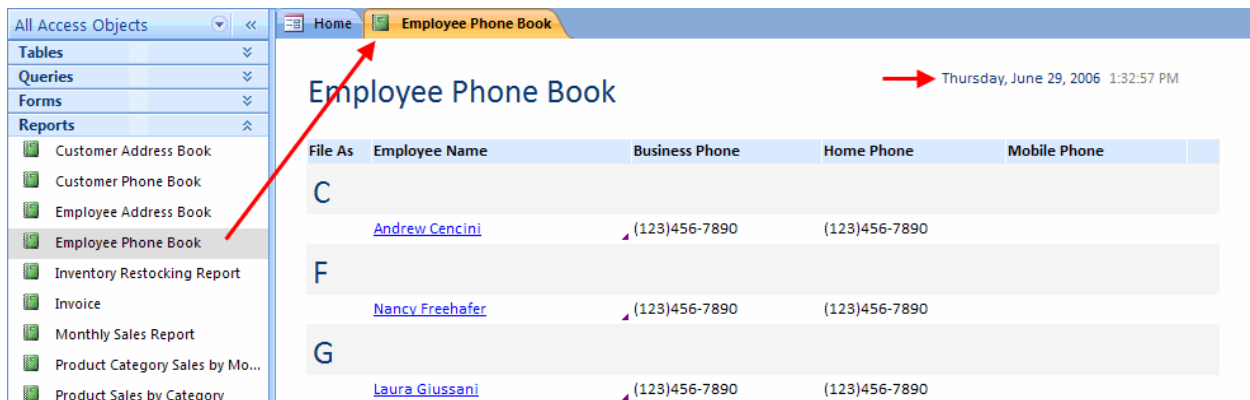 All Access Objects
Tables
Queries
Forms
Reports
Customer Address Book
Customer Phone Book
Employee Address Book
Employee Phone Book
Inventory Restocking Report
Invoice
Monthly Sales Report
Product Category Sales by Mo...
Product Sales by Category
Home Employee Phone Book
Employee Phone Book
Thursday, June 29, 2006 1:32:57 PM
File As Employee Name Business Phone Home Phone Mobile Phone
C
Andrew Cencini (123)456-7890 (123)456-7890
F
Nancy Freehafer (123)456-7890 (123)456-7890
G
Laura Giussani (123)456-7890 (123)456-7890